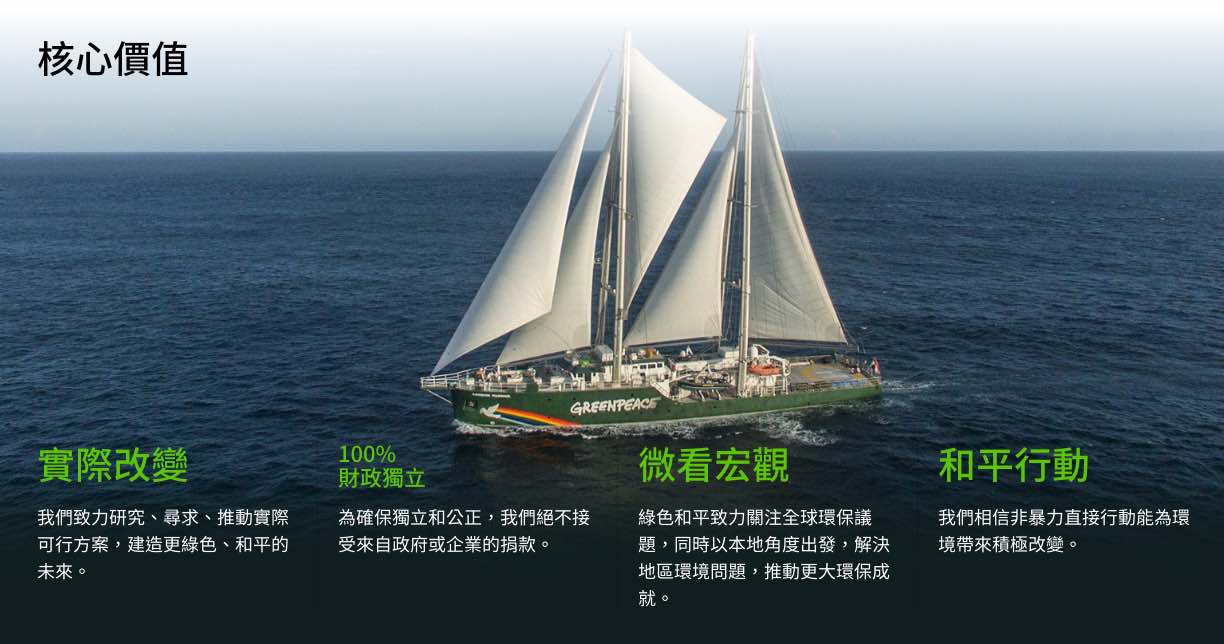 核心價值
GREENPEACE
實際改變
我們致力研究、尋求、推動實際
可行方案，建造更綠色、和平的
未來。
100%
財政獨立
為確保獨立和公正，我們絕不接
受來自政府或企業的捐款。
微看宏觀
綠色和平致力關注全球環保議
題，同時以本地角度出發，解決
地區環境問題，推動更大環保成
就。
和平行動
我們相信非暴力直接行動能為環
境帶來積極改變。